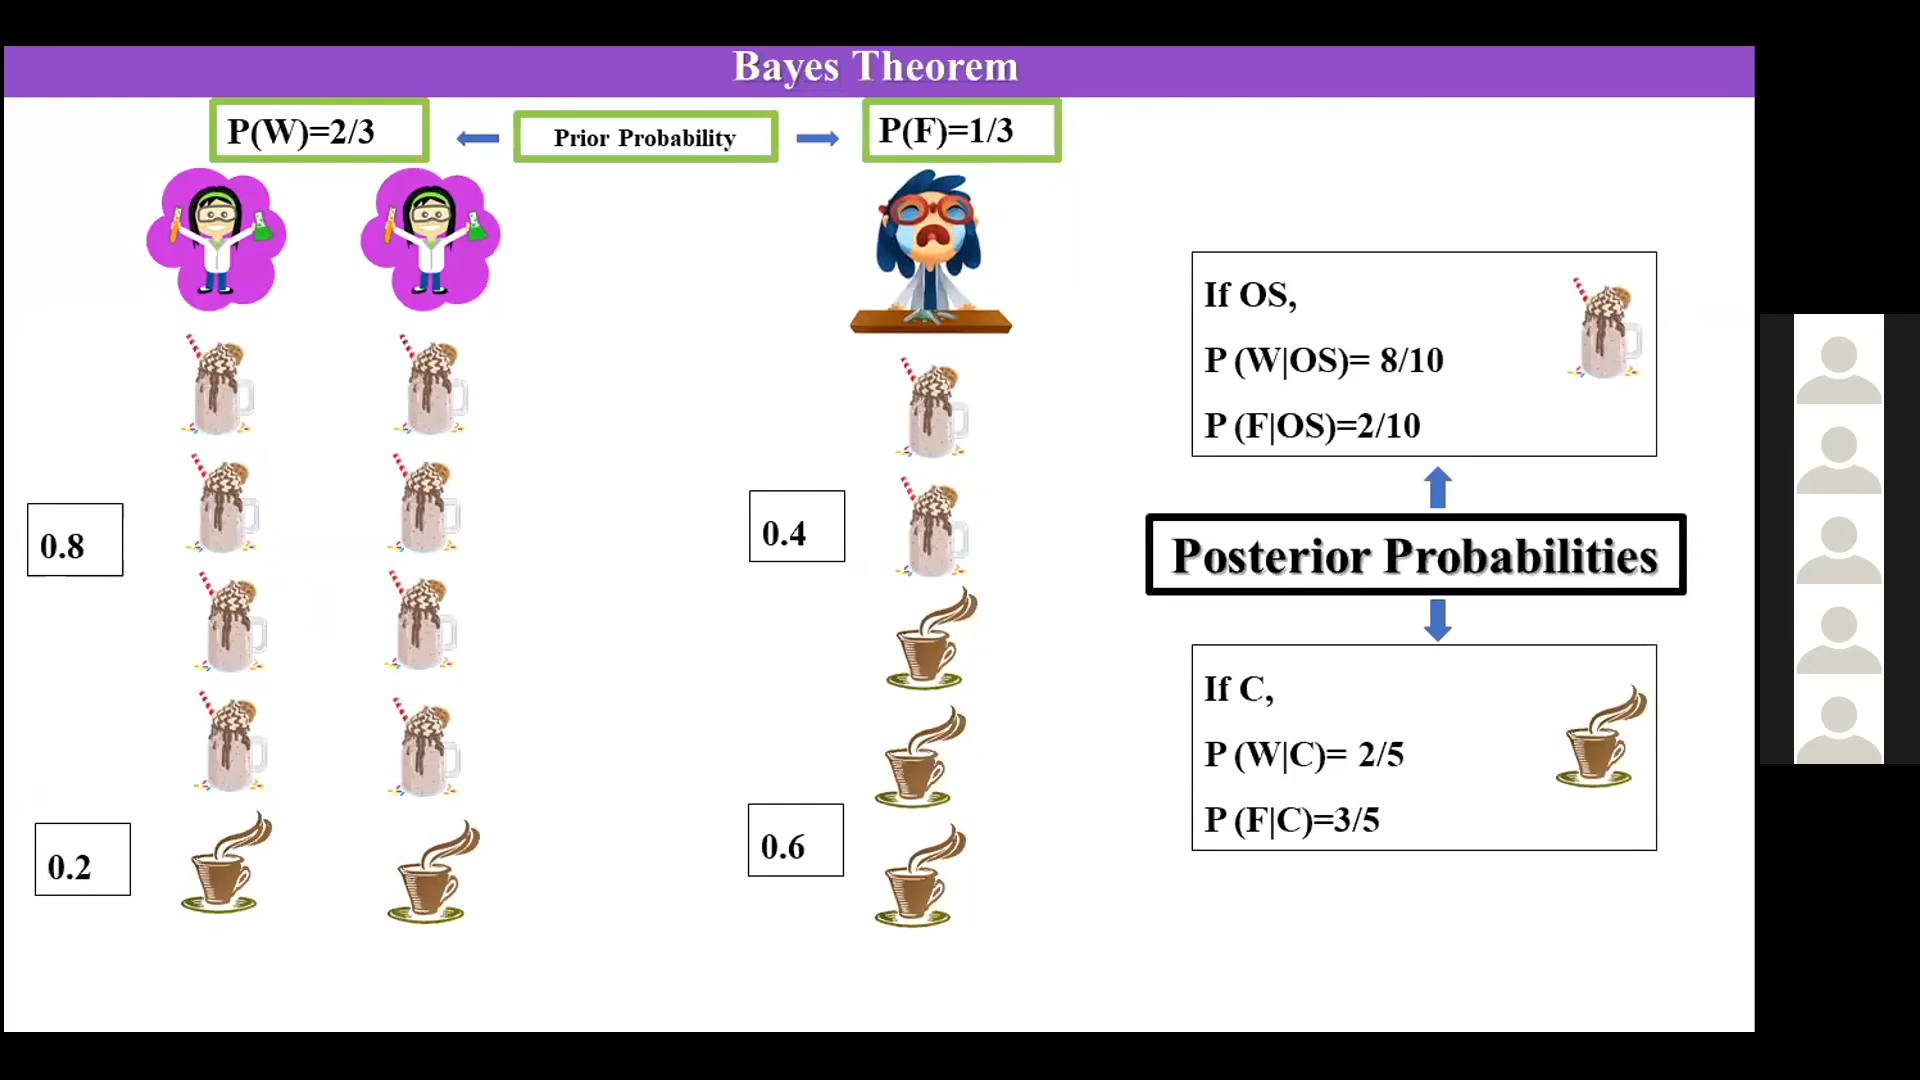 Bayes Theorem
P(W)=2/3
Prior Probability
P(F)=1/3
0.8
0.2
0.4
0.6
If OS,
P (W|OS)= 8/10
P (F|OS)=2/10
Posterior Probabilities
If C,
P (W|C)= 2/5
P (F|C)=3/5